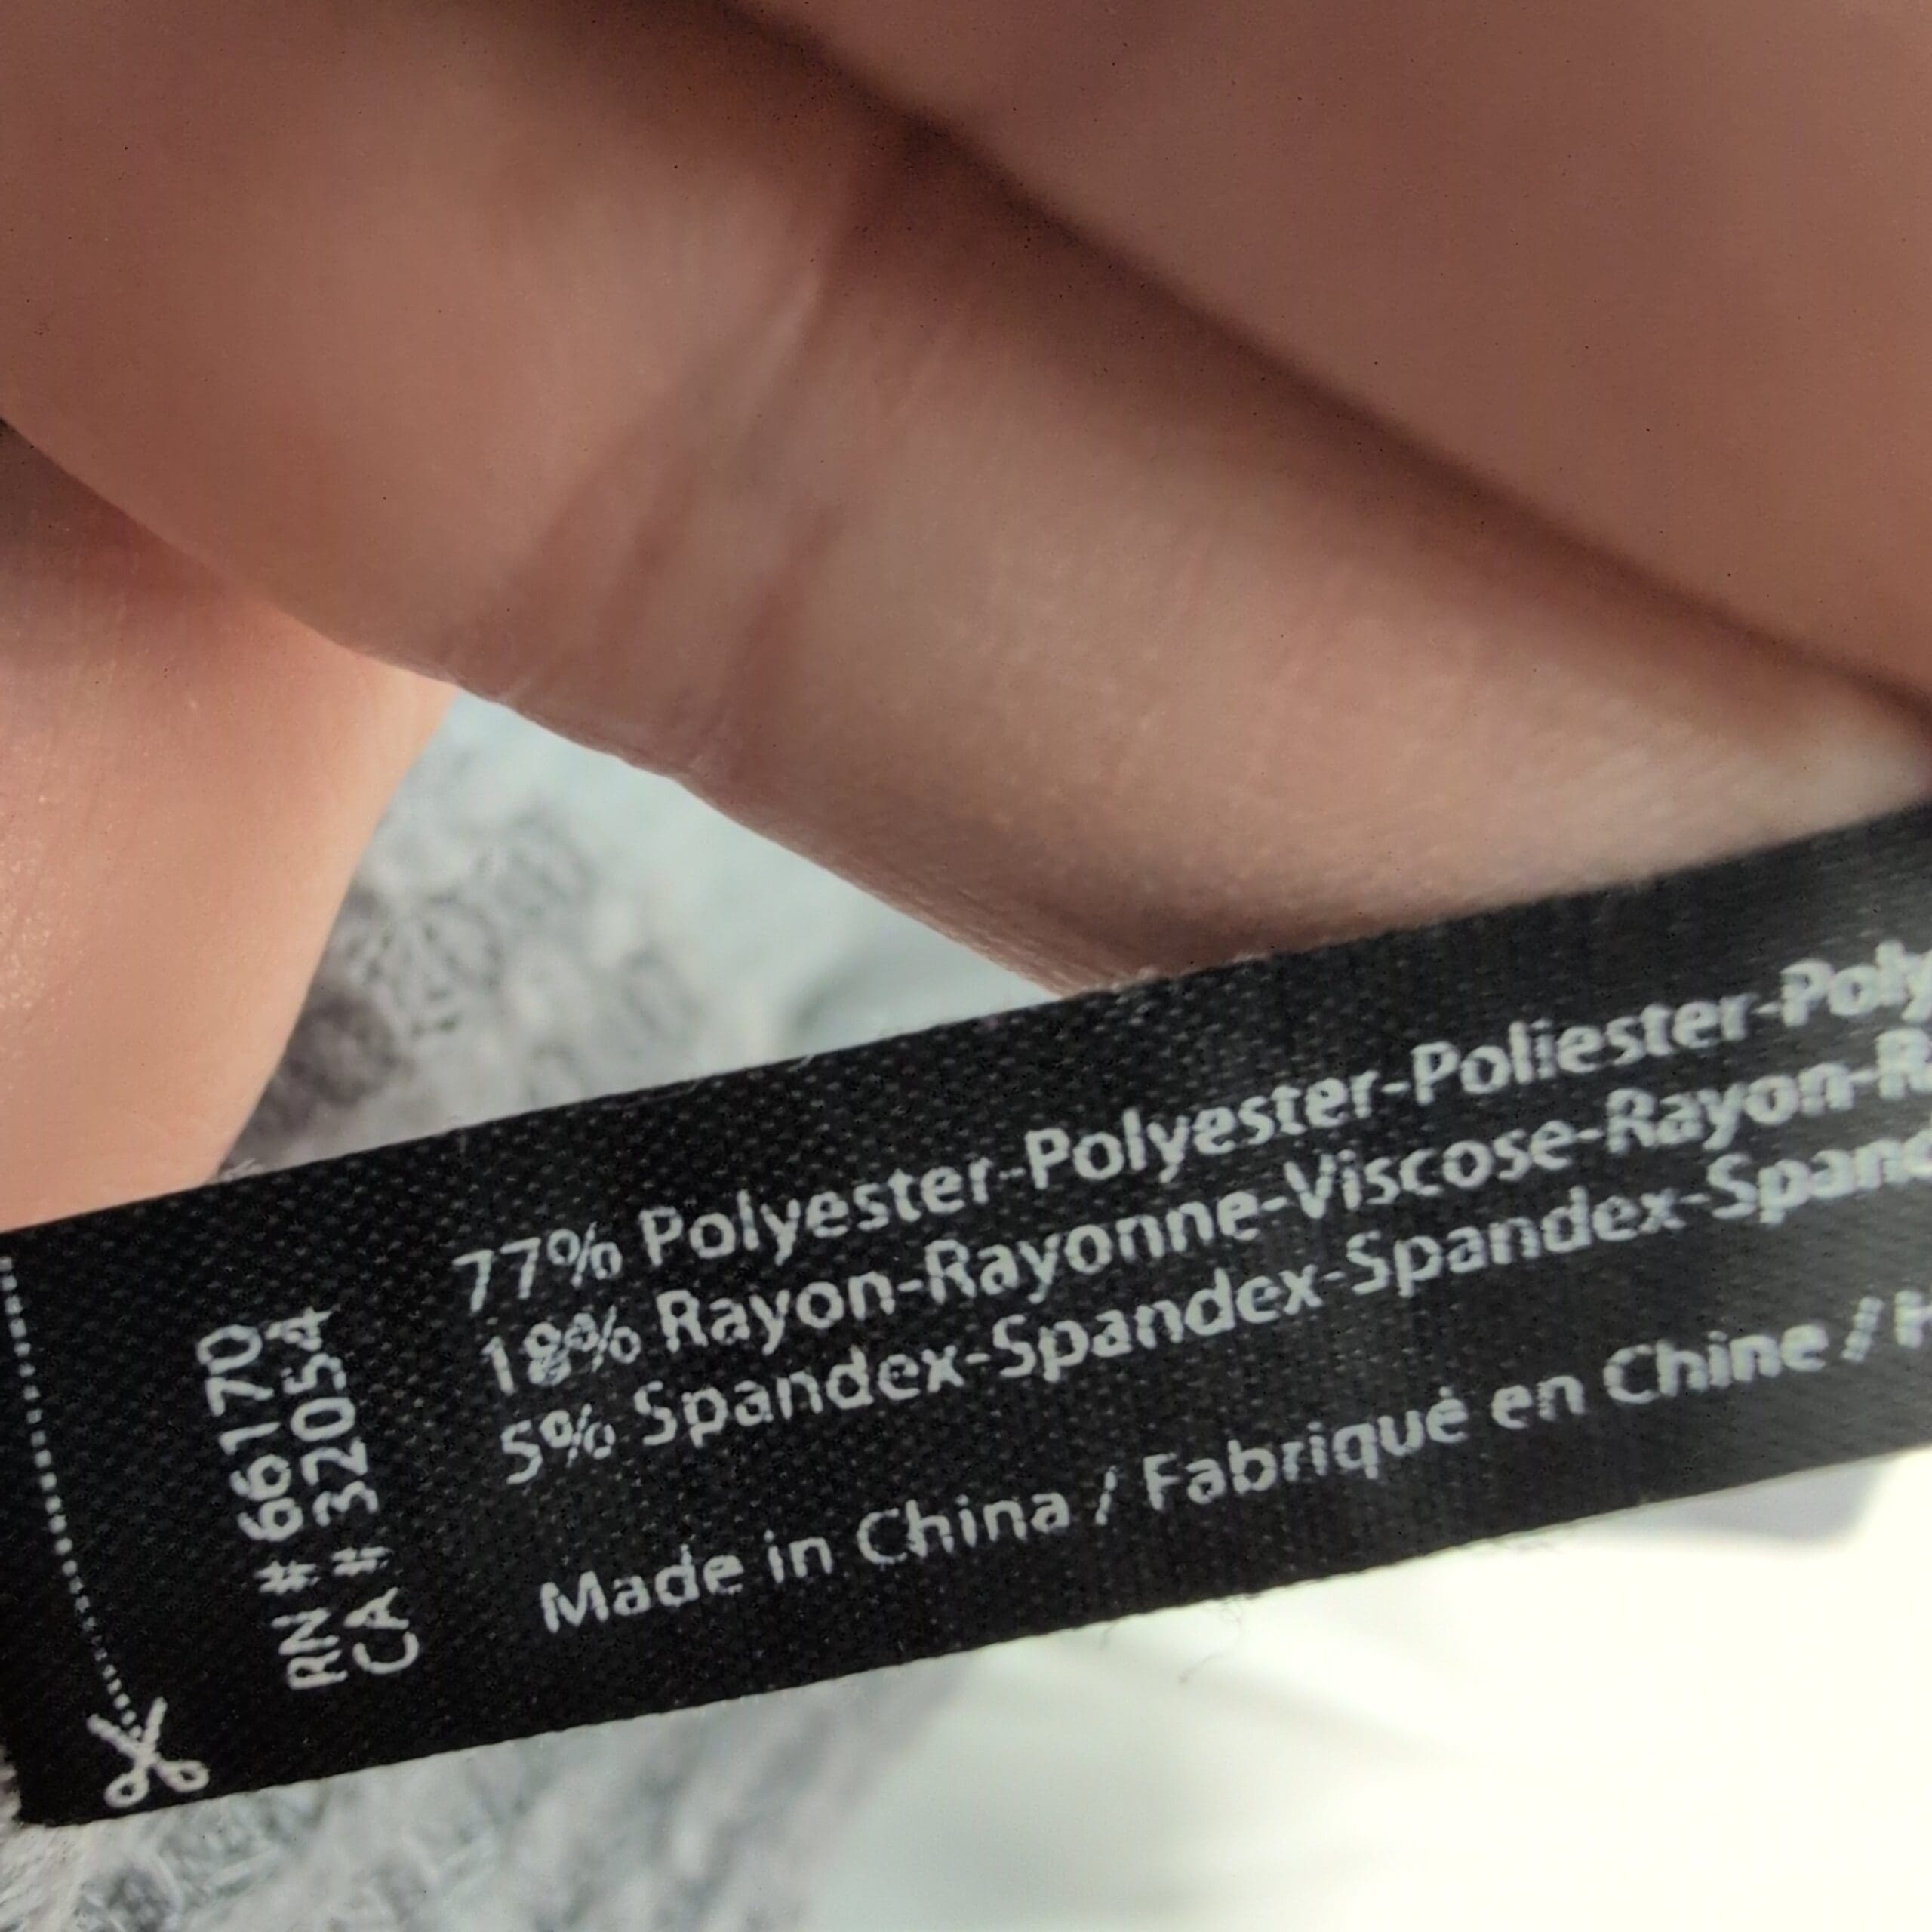 RN # 66170
CA # 32054
77% Polyester-Polyester-Poliester-Poly
18% Rayon-Rayonne-Viscose-Rayon-R
5% Spandex-Spandex-Spandex-Spand
Made in China / Fabriqué en Chine / H